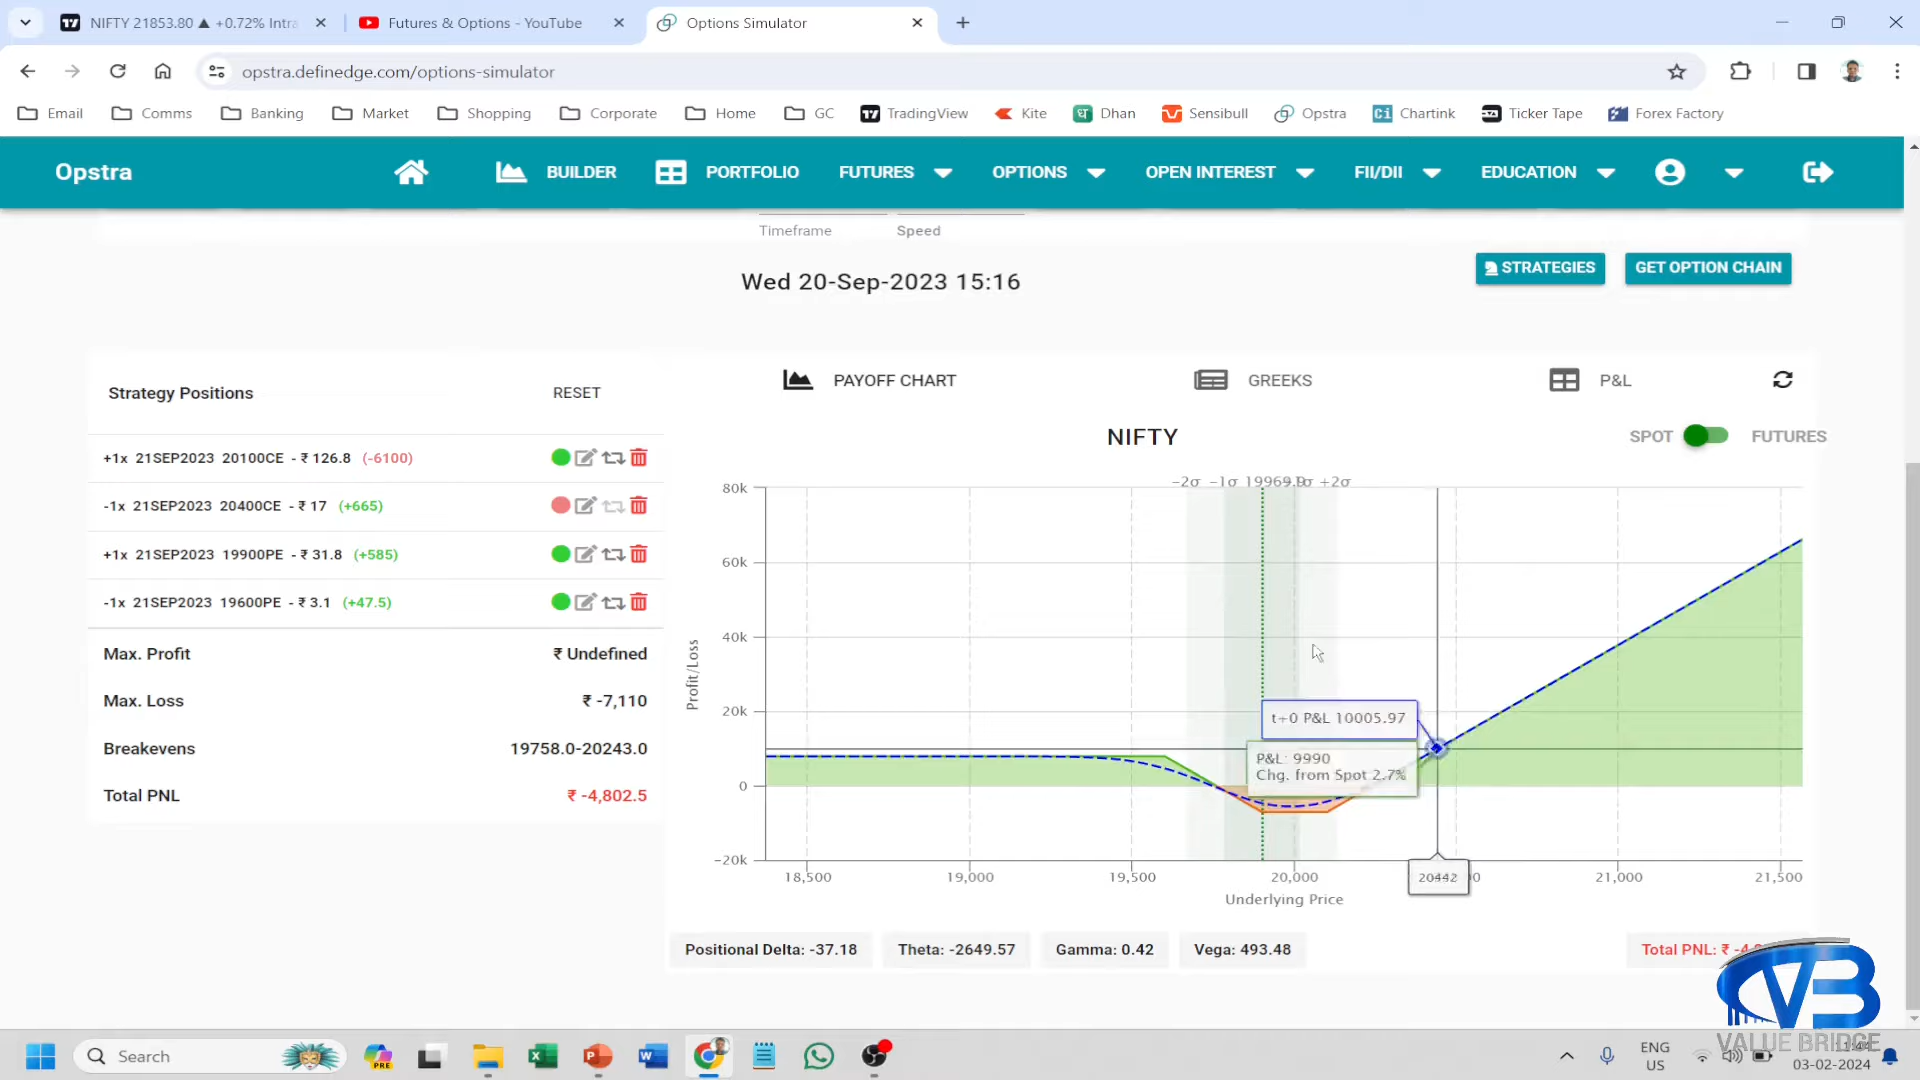 NIFTY 21853.80 ▲ +0.72% Intra
Futures & Options - YouTube
Options Simulator
opstra.definedge.com/options-simulator
Email
Comms
Banking
Market
Shopping
Corporate
Home
GC
TradingView
Kite
Dhan
Sensibull
Opstra
Chartink
Ticker Tape
Forex Factory
Opstra
BUILDER
PORTFOLIO
FUTURES
OPTIONS
OPEN INTEREST
FII/DII
EDUCATION
Timeframe
Speed
Wed 20-Sep-2023 15:16
STRATEGIES
GET OPTION CHAIN
Strategy Positions
RESET
+1x 21SEP2023 20100CE - ₹ 126.8 (-6100)
-1x 21SEP2023 20400CE - ₹ 17 (+665)
+1x 21SEP2023 19900PE - ₹ 31.8 (+585)
-1x 21SEP2023 19600PE - ₹ 3.1 (+47.5)
Max. Profit ₹ Undefined
Max. Loss ₹ -7,110
Breakevens 19758.0-20243.0
Total PNL ₹ -4,802.5
PAYOFF CHART
GREEKS
P&L
NIFTY
SPOT
FUTURES
-2σ -1σ +2σ
80k
60k
40k
20k
0
-20k
Profit/Loss
t+0 P&L 10005.97
P&L: 9990
Chg. from Spot 2.7%
18,500
19,000
19,500
20,000
20442
21,000
21,500
Underlying Price
Positional Delta: -37.18
Theta: -2649.57
Gamma: 0.42
Vega: 493.48
Total PNL: ₹
VB
VALUE BRIDGE
Search
PRE
ENG
US
03-02-2024